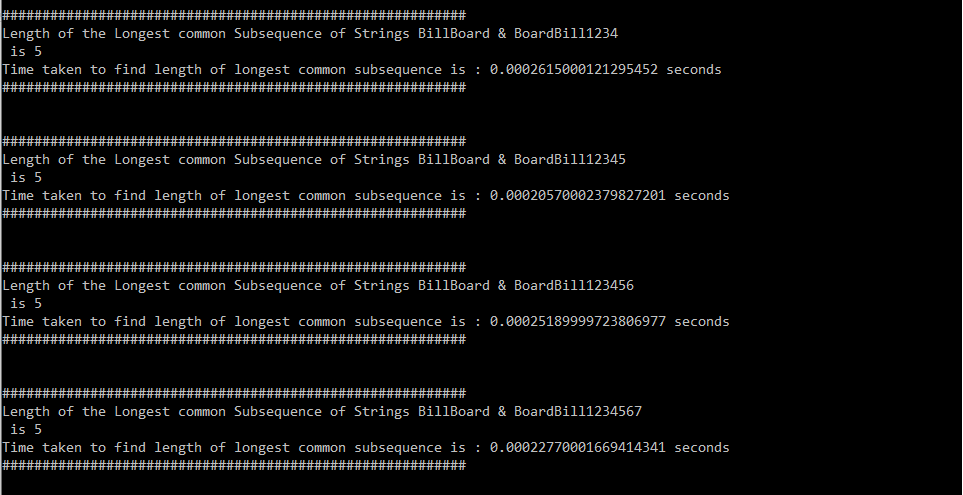 ##########################################################
Length of the Longest common Subsequence of Strings BillBoard & BoardBill1234
 is 5
Time taken to find length of longest common subsequence is : 0.0002615000121295452 seconds
##########################################################
##########################################################
Length of the Longest common Subsequence of Strings BillBoard & BoardBill12345
 is 5
Time taken to find length of longest common subsequence is : 0.00020570002379827201 seconds
##########################################################
##########################################################
Length of the Longest common Subsequence of Strings BillBoard & BoardBill123456
 is 5
Time taken to find length of longest common subsequence is : 0.00025189999723806977 seconds
##########################################################
##########################################################
Length of the Longest common Subsequence of Strings BillBoard & BoardBill1234567
 is 5
Time taken to find length of longest common subsequence is : 0.00022770001669414341 seconds
##########################################################